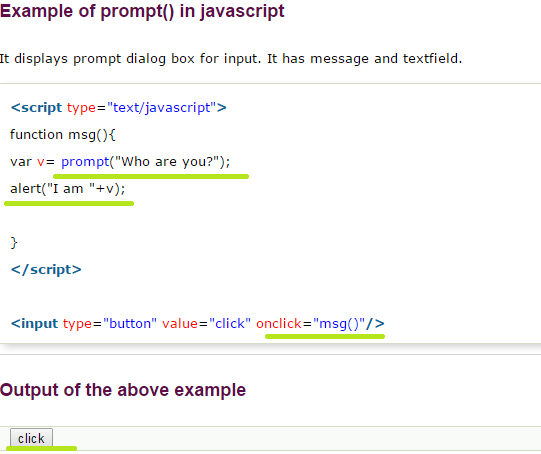 Example of prompt() in javascript
It displays prompt dialog box for input. It has message and textfield.
<script type="text/javascript">
function msg(){
var v= prompt("Who are you?");
alert("I am "+v);
}
</script>
<input type="button" value="click" onclick="msg()"/>
Output of the above example
click